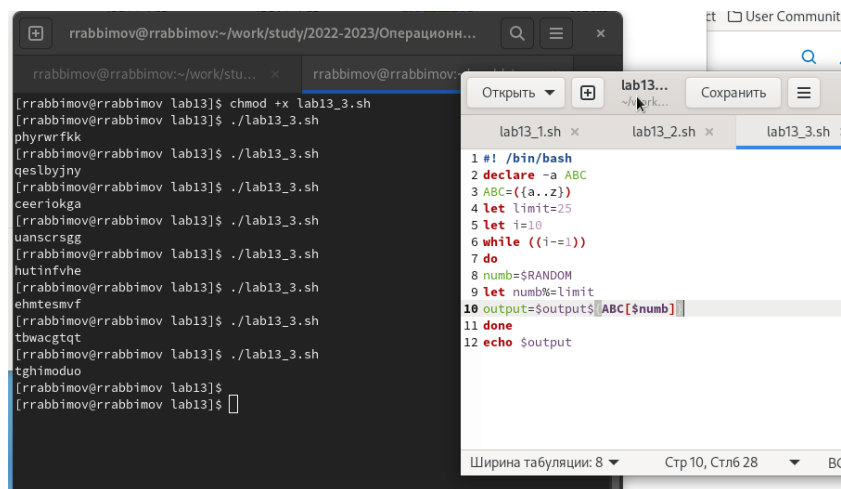 rrabbimov@rrabbimov:~/work/study/2022-2023/Операционн...
rrabbimov@rrabbimov:~/work/stu...
rrabbimov@rrabbimov:~
[rrabbimov@rrabbimov lab13]$ chmod +x lab13_3.sh
[rrabbimov@rrabbimov lab13]$ ./lab13_3.sh
phyrwrfkk
[rrabbimov@rrabbimov lab13]$ ./lab13_3.sh
qeslbyjny
[rrabbimov@rrabbimov lab13]$ ./lab13_3.sh
ceeriokga
[rrabbimov@rrabbimov lab13]$ ./lab13_3.sh
uanscrsgg
[rrabbimov@rrabbimov lab13]$ ./lab13_3.sh
hutinfvhe
[rrabbimov@rrabbimov lab13]$ ./lab13_3.sh
ehmtesmvf
[rrabbimov@rrabbimov lab13]$ ./lab13_3.sh
tbwacgtqt
[rrabbimov@rrabbimov lab13]$ ./lab13_3.sh
tghimoduo
[rrabbimov@rrabbimov lab13]$
[rrabbimov@rrabbimov lab13]$
User Communit
Открыть
lab13...
Сохранить
lab13_1.sh
lab13_2.sh
lab13_3.sh
1 #! /bin/bash
2 declare -a ABC
3 ABC=({a..z})
4 let limit=25
5 let i=10
6 while ((i-=1))
7 do
8 numb=$RANDOM
9 let numb%=limit
10 output=$output${ABC[$numb]}
11 done
12 echo $output
Ширина табуляции: 8
Стр 10, Стлб 28